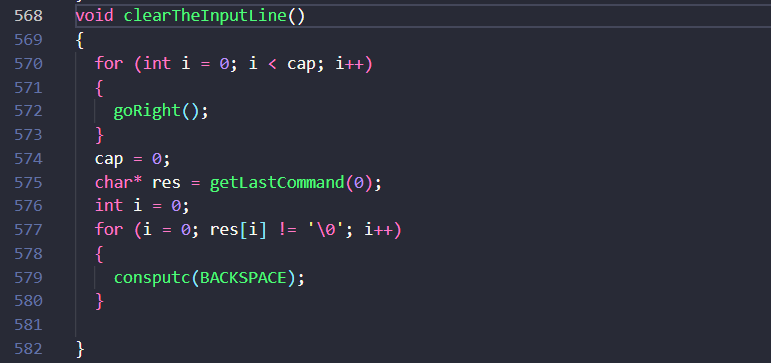 568 void clearTheInputLine()
569 {
570   for (int i = 0; i < cap; i++)
571   {
572     goRight();
573   }
574   cap = 0;
575   char* res = getLastCommand(0);
576   int i = 0;
577   for (i = 0; res[i] != '\0'; i++)
578   {
579     consputc(BACKSPACE);
580   }
581
582 }